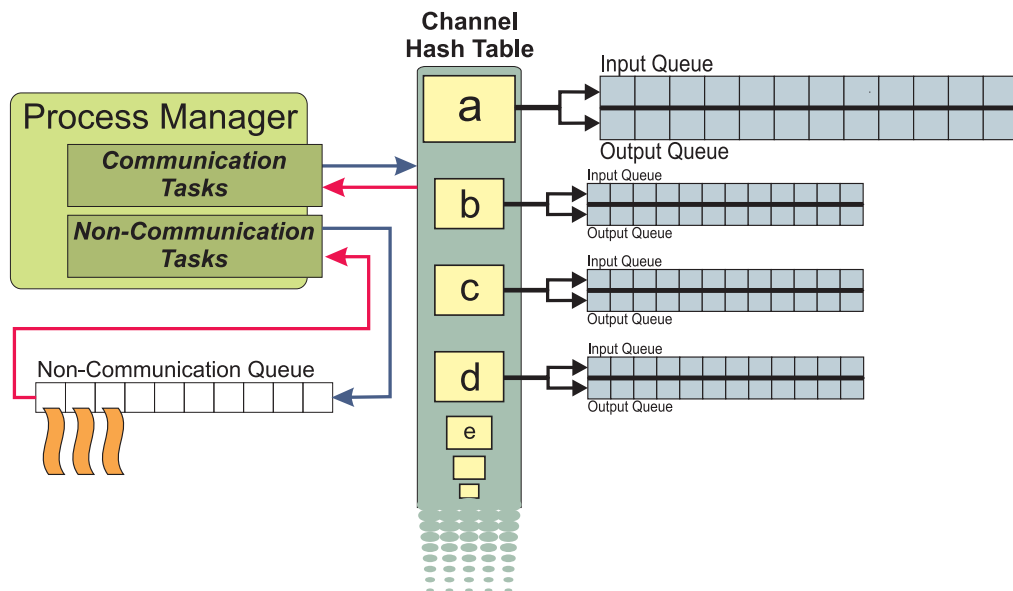 Channel
Hash Table
Process Manager
Communication
Tasks
Non-Communication
Tasks
Non-Communication Queue
a
Input Queue
Output Queue
b
Input Queue
Output Queue
c
Input Queue
Output Queue
d
Input Queue
Output Queue
e